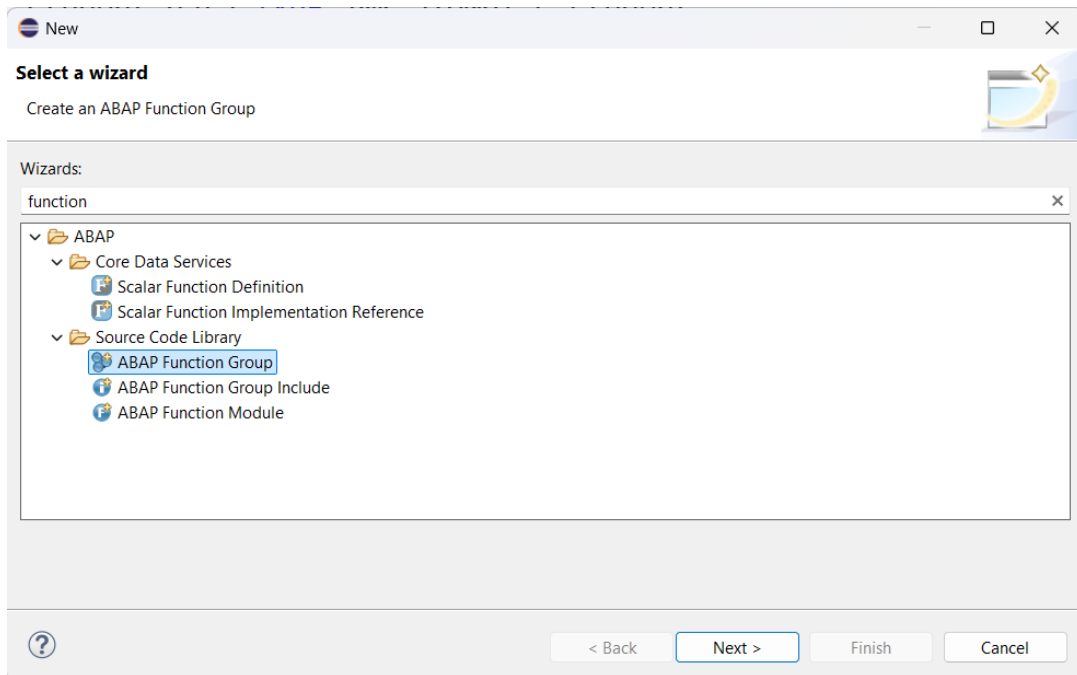 New
Select a wizard
Create an ABAP Function Group
Wizards:
function
ABAP
Core Data Services
Scalar Function Definition
Scalar Function Implementation Reference
Source Code Library
ABAP Function Group
ABAP Function Group Include
ABAP Function Module
< Back Next > Finish Cancel